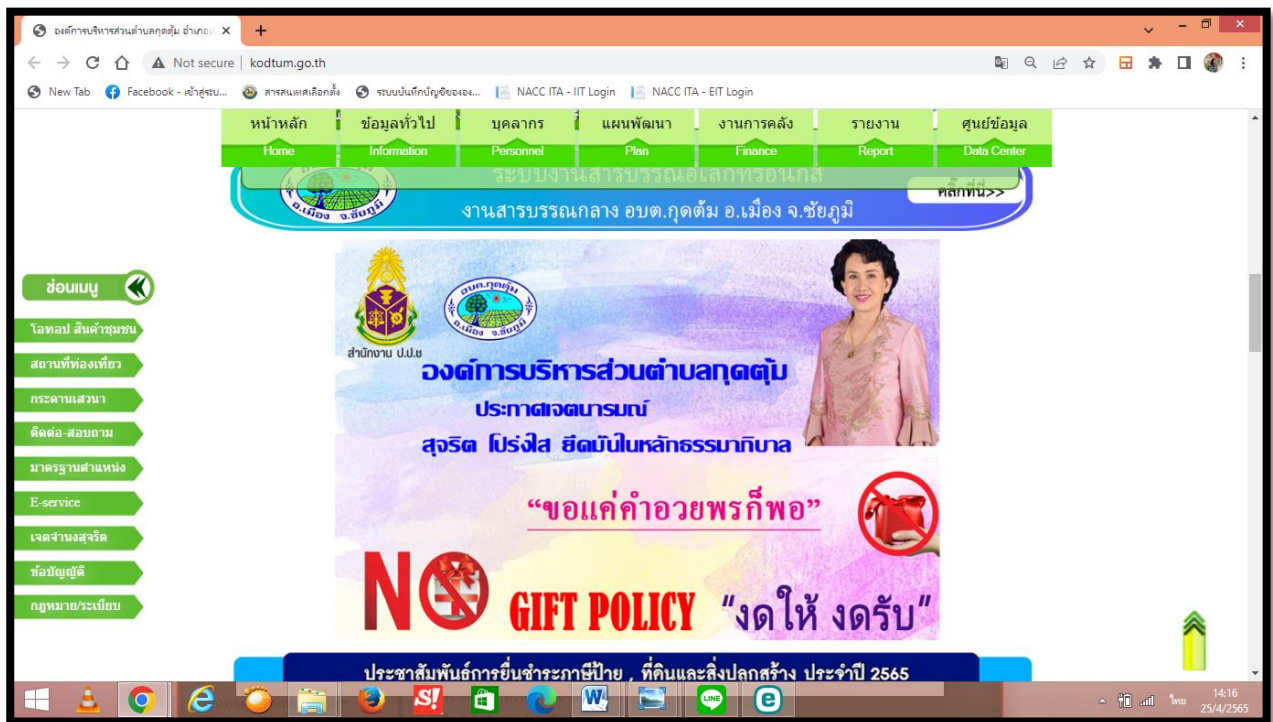 องค์การบริหารส่วนตำบลกุดตุ้ม อำเภอ
Not secure | kodtum.go.th
New Tab Facebook - เข้าสู่ระบ... สารสนเทศเลือกตั้ง ระบบบันทึกบัญชีขององ... NACC ITA - IIT Login NACC ITA - EIT Login
หน้าหลัก ข้อมูลทั่วไป บุคลากร แผนพัฒนา งานการคลัง รายงาน ศูนย์ข้อมูล
Home Information Personnel Plan Finance Report Data Center
ระบบงานสารบรรณอิเล็กทรอนิกส์
คลิ๊กที่นี่>>
อ.เมือง จ.ชัยภูมิ
งานสารบรรณกลาง อบต.กุดต้ม อ.เมือง จ.ชัยภูมิ
ซ่อนเมนู
โอทอป สินค้าชุมชน
สถานที่ท่องเที่ยว
กระดานเสวนา
ติดต่อ-สอบถาม
มาตรฐานตำแหน่ง
E-service
เจตจำนงสุจริต
ข้อบัญญัติ
กฎหมาย/ระเบียบ
อบต.กุดตุ้ม
อ.เมือง จ.ชัยภูมิ
สำนักงาน ป.ป.ช
องค์การบริหารส่วนตำบลกุดตุ้ม
ประกาศเจตนารมณ์
สุจริต โปร่งใส ยึดมั่นในหลักธรรมาภิบาล
“ขอแค่คำอวยพรก็พอ”
NO GIFT POLICY "งดให้ งดรับ"
ประชาสัมพันธ์การยื่นชำระภาษีป้าย , ที่ดินและสิ่งปลูกสร้าง ประจำปี 2565
ไทย
14:16
25/4/2565